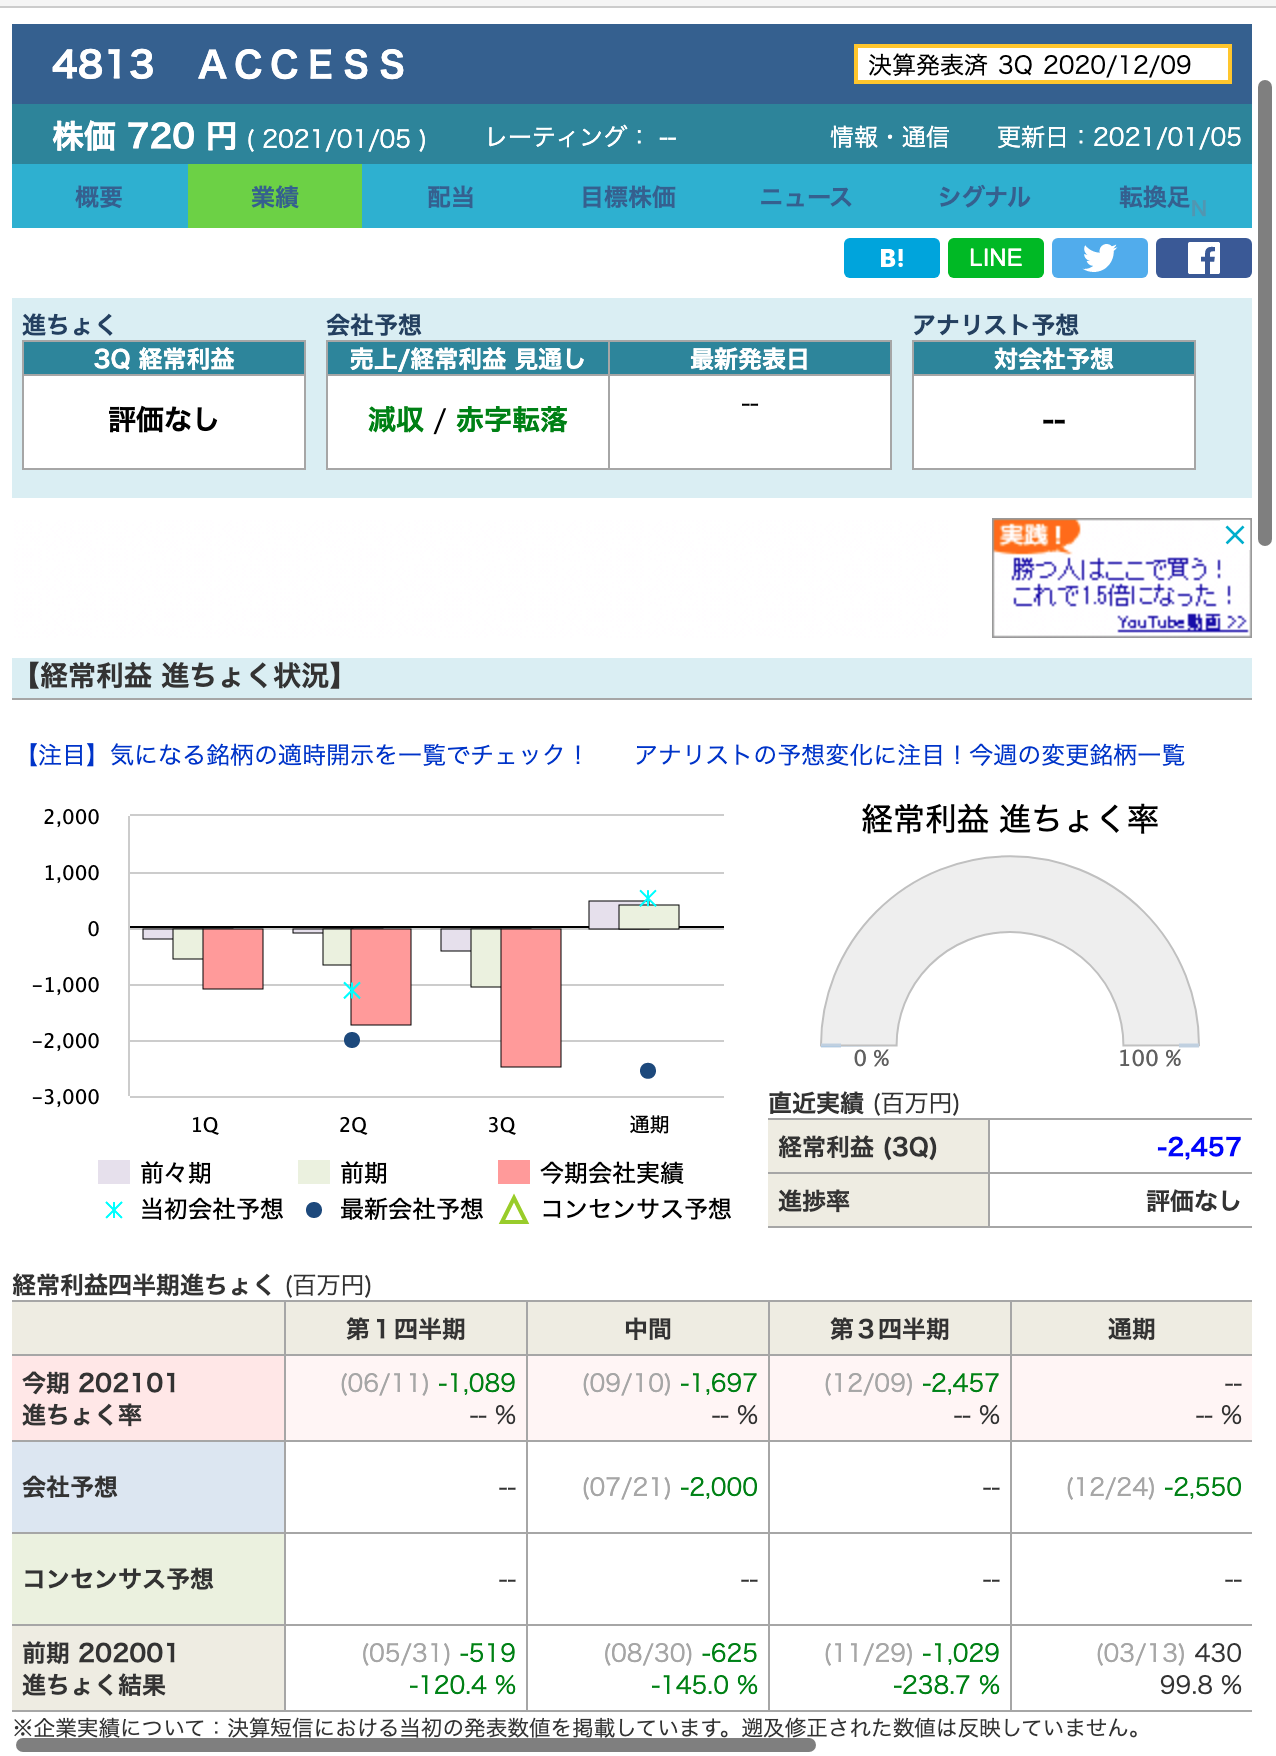 4813 ACCESS
決算発表済 3Q 2020/12/09
株価 720 円 ( 2021/01/05 ) レーティング： -- 情報・通信 更新日：2021/01/05
概要 業績 配当 目標株価 ニュース シグナル 転換足 N
B! LINE
進ちょく 会社予想 アナリスト予想
3Q 経常利益 売上/経常利益 見通し 最新発表日 対会社予想
評価なし 減収 / 赤字転落 -- --
実践！
勝つ人はここで買う！
これで1.5倍になった！
YouTube動画 >>
【経常利益 進ちょく状況】
【注目】気になる銘柄の適時開示を一覧でチェック！ アナリストの予想変化に注目！今週の変更銘柄一覧
2,000
1,000
0
-1,000
-2,000
-3,000
1Q 2Q 3Q 通期
前々期 前期 今期会社実績
当初会社予想 最新会社予想 コンセンサス予想
経常利益 進ちょく率
0 % 100 %
直近実績 (百万円)
経常利益 (3Q) -2,457
進捗率 評価なし
経常利益四半期進ちょく (百万円)
第１四半期 中間 第３四半期 通期
今期 202101 (06/11) -1,089 (09/10) -1,697 (12/09) -2,457 --
進ちょく率 -- % -- % -- % -- %
会社予想 -- (07/21) -2,000 -- (12/24) -2,550
コンセンサス予想 -- -- -- --
前期 202001 (05/31) -519 (08/30) -625 (11/29) -1,029 (03/13) 430
進ちょく結果 -120.4 % -145.0 % -238.7 % 99.8 %
※企業実績について：決算短信における当初の発表数値を掲載しています。遡及修正された数値は反映していません。